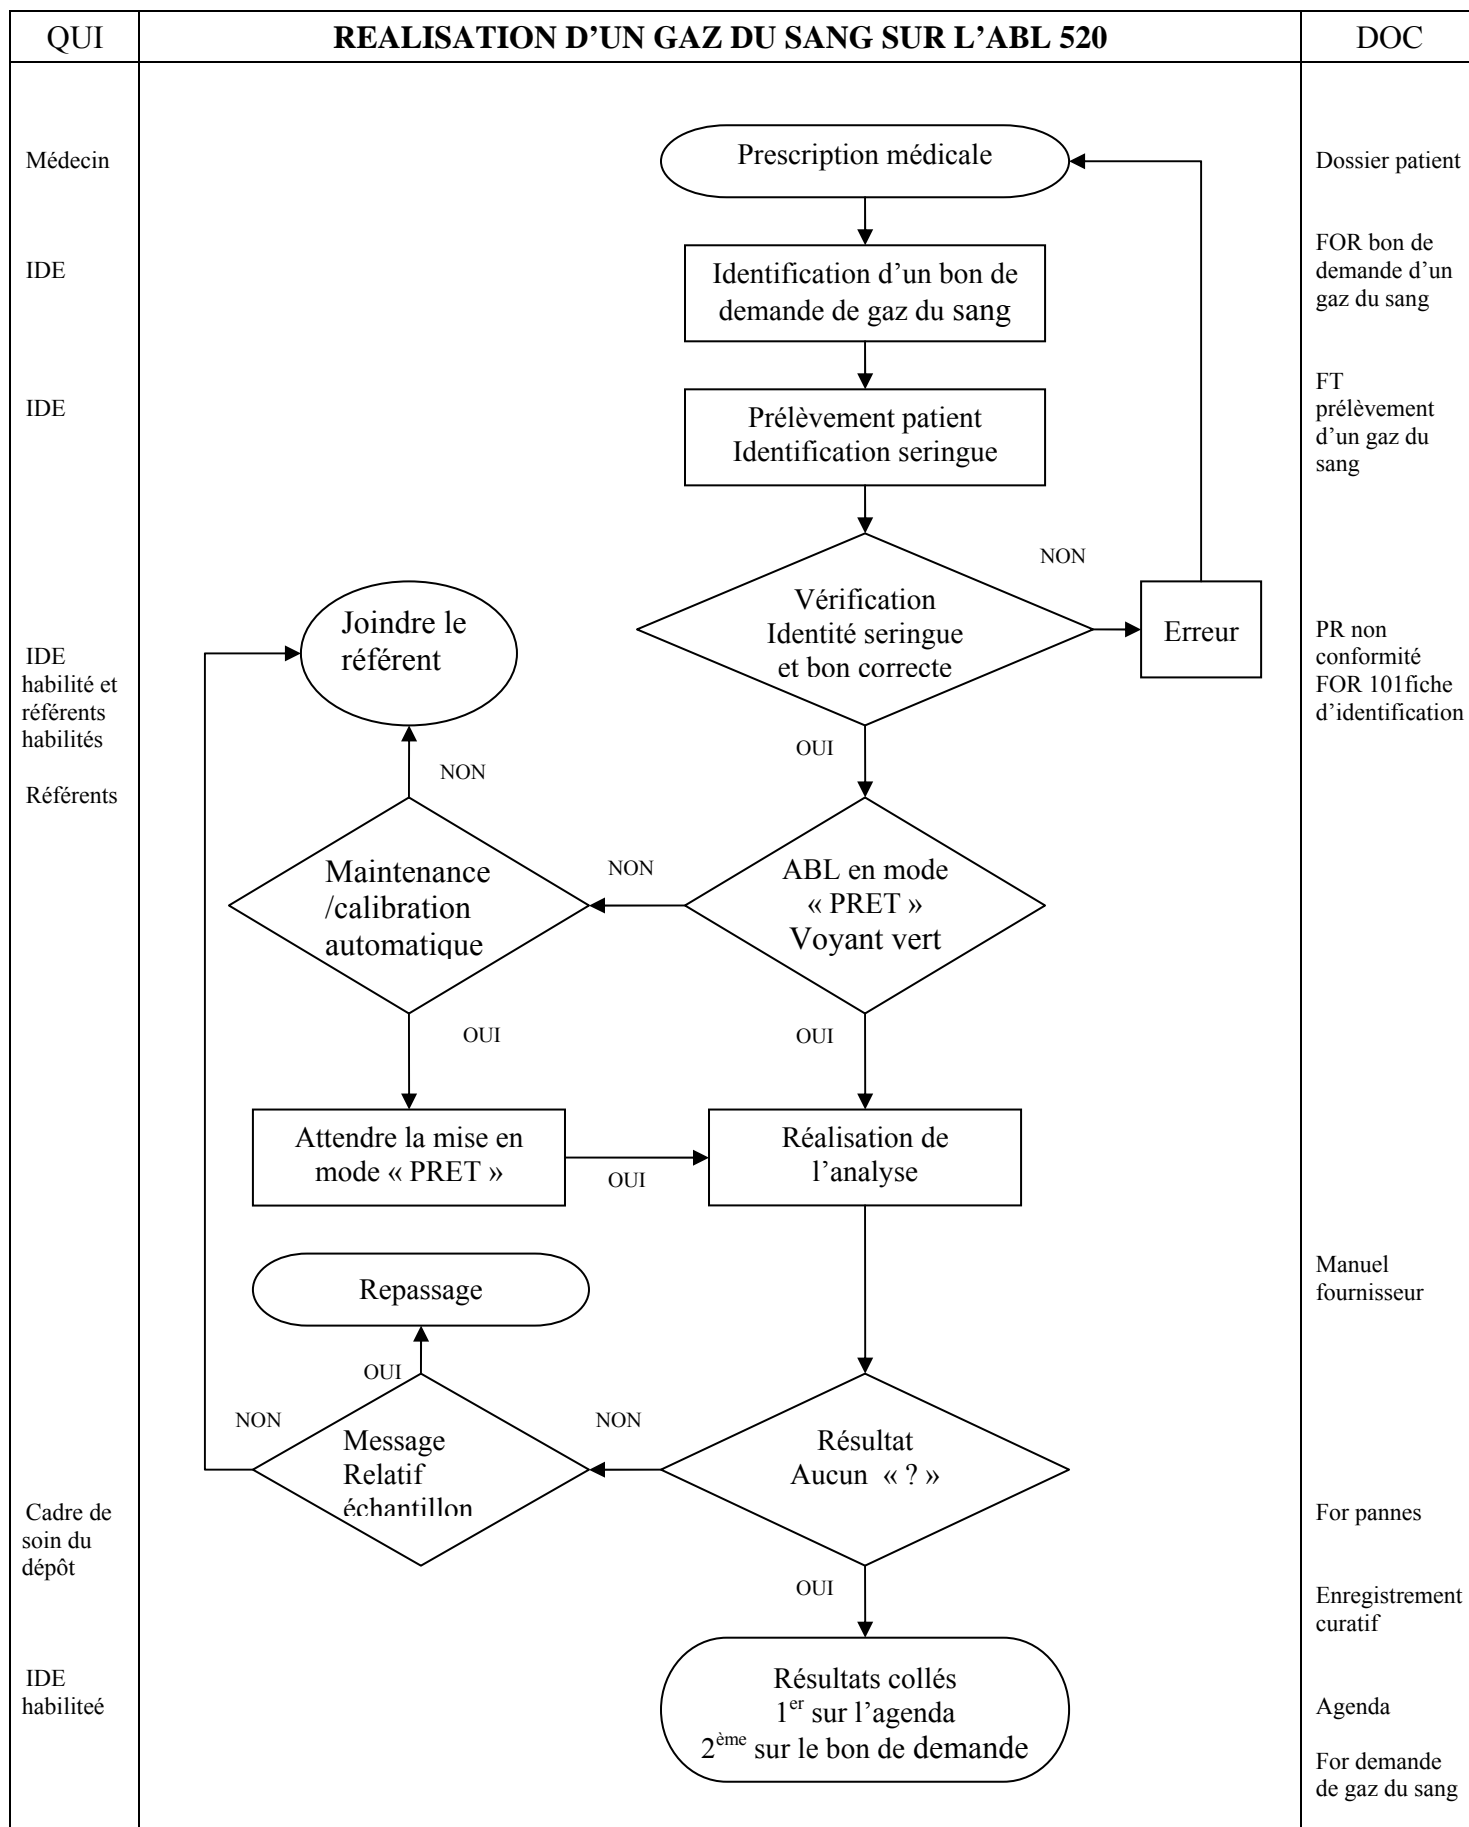 QUI
REALISATION D'UN GAZ DU SANG SUR L'ABL 520
DOC
Médecin
Prescription médicale
Dossier patient
IDE
Identification d'un bon de
demande de gaz du sang
FOR bon de
demande d'un
gaz du sang
IDE
Prélèvement patient
Identification seringue
FT
prélèvement
d'un gaz du
sang
NON
Vérification
Identité seringue
et bon correcte
Erreur
Joindre le
référent
IDE
habilité et
référents
habilités
Référents
PR non
conformité
FOR 101fiche
d'identification
OUI
NON
Maintenance
/calibration
automatique
NON
ABL en mode
« PRET »
Voyant vert
OUI
OUI
Attendre la mise en
mode « PRET »
OUI
Réalisation de
l'analyse
Repassage
Manuel
fournisseur
OUI
NON
Message
Relatif
échantillon
NON
Résultat
Aucun « ? »
Cadre de
soin du
dépôt
For pannes
OUI
Enregistrement
curatif
IDE
habiliteé
Résultats collés
1er sur l'agenda
2ème sur le bon de demande
Agenda
For demande
de gaz du sang